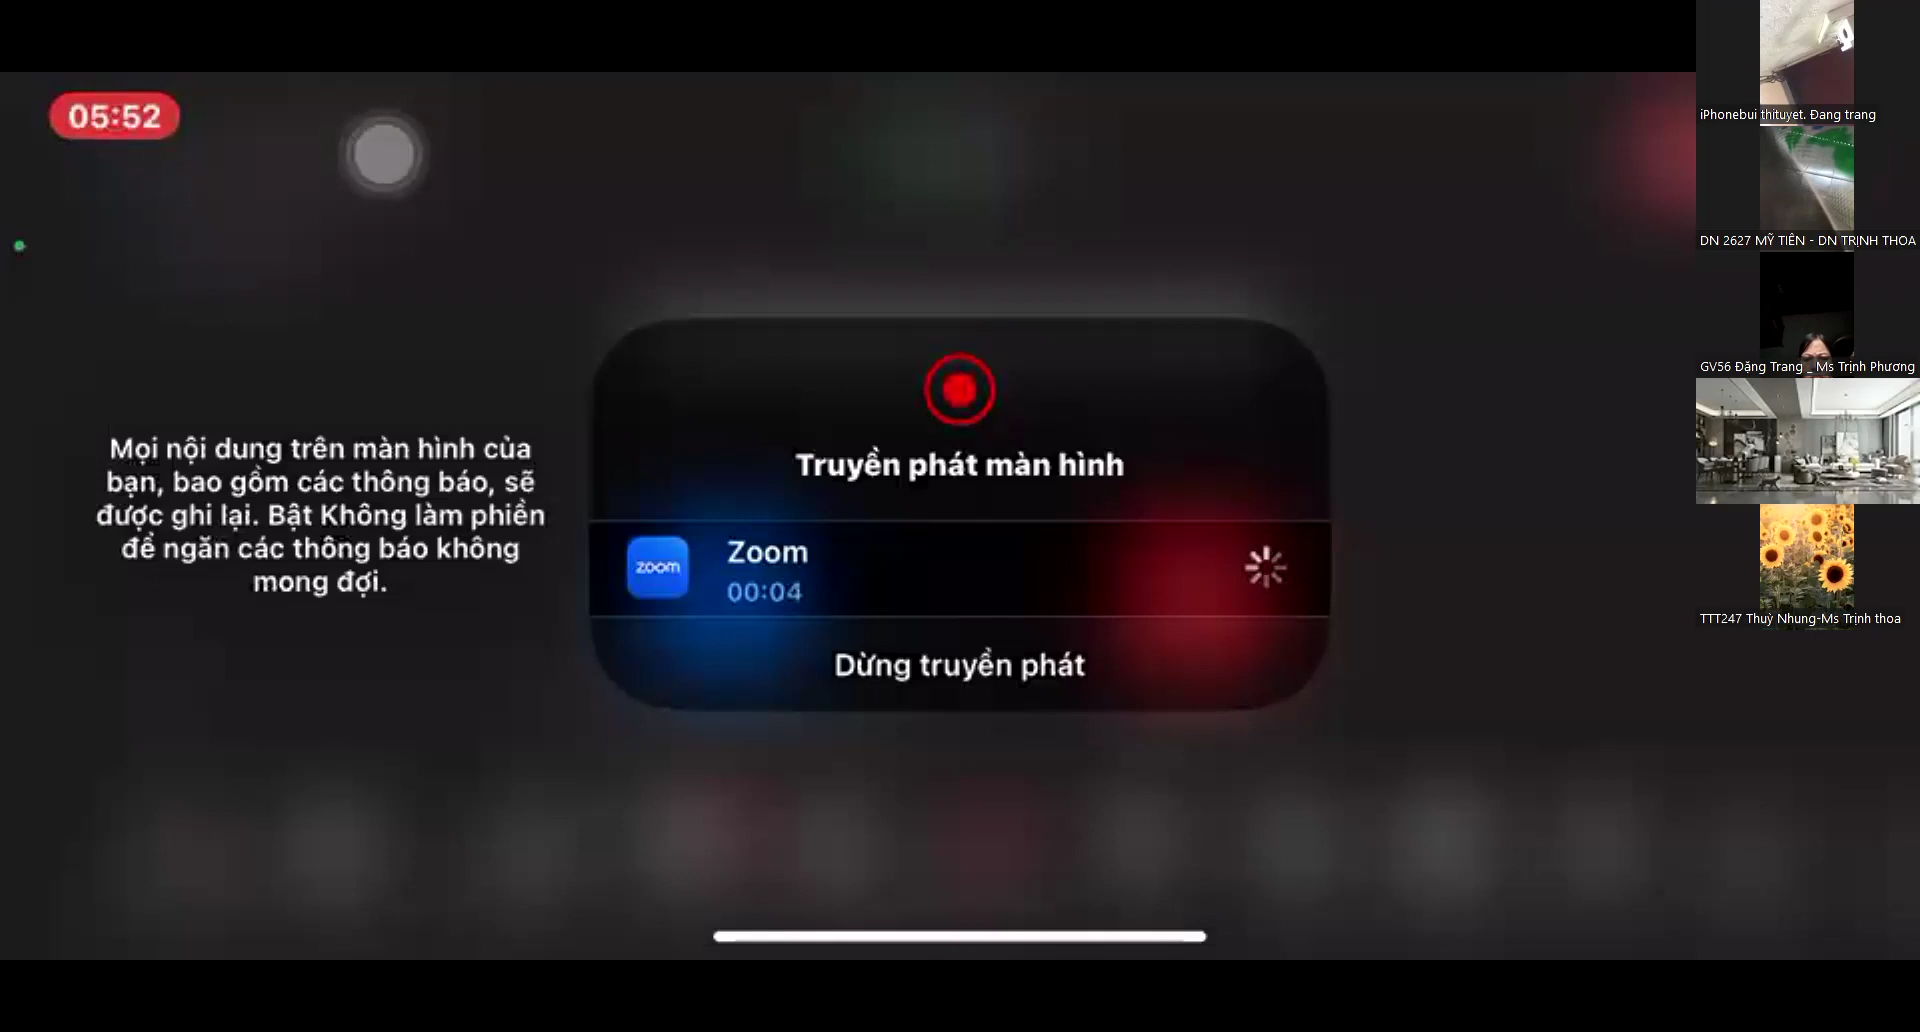 05:52
Mọi nội dung trên màn hình của
bạn, bao gồm các thông báo, sẽ
được ghi lại. Bật Không làm phiền
để ngăn các thông báo không
mong đợi.
Truyền phát màn hình
zoom
Zoom
00:04
Dừng truyền phát
iPhonebui thituyet. Đang trang
DN 2627 MỸ TIÊN - DN TRỊNH THOA
GV56 Đặng Trang _ Ms Trịnh Phương
TTT247 Thuỳ Nhung-Ms Trịnh thoa